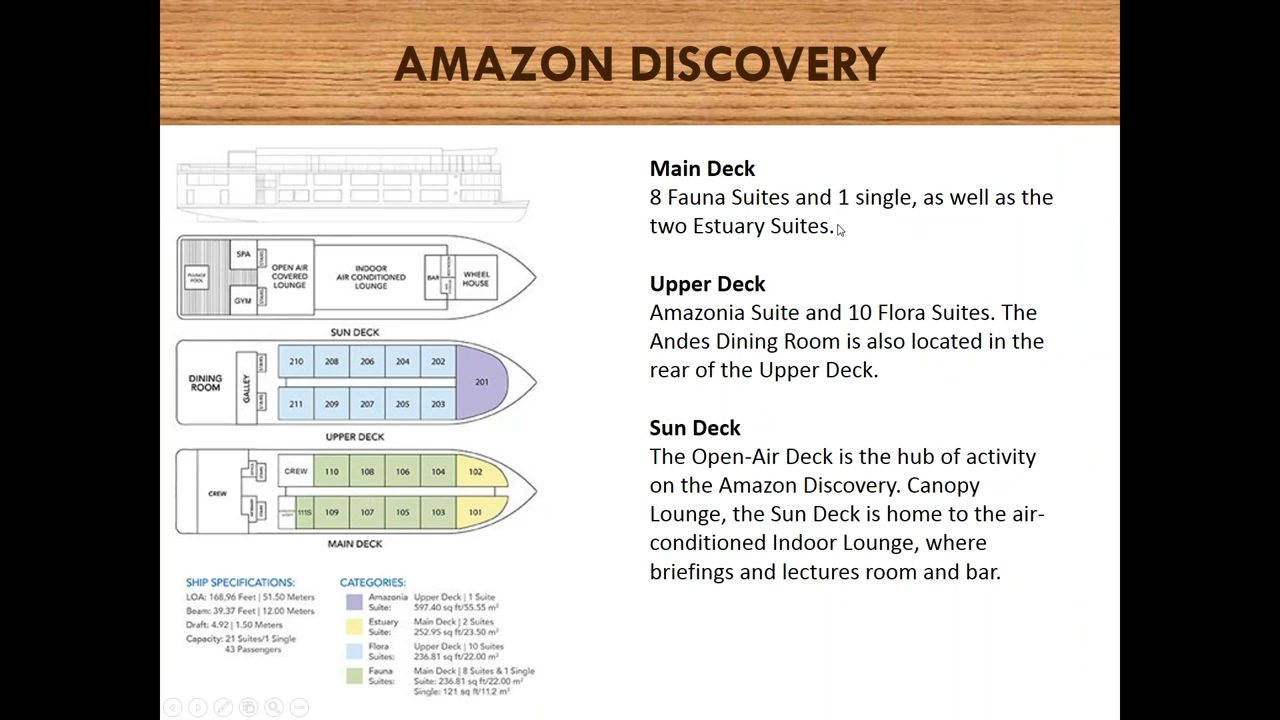 AMAZON DISCOVERY
Main Deck
8 Fauna Suites and 1 single, as well as the
two Estuary Suites.
Upper Deck
Amazonia Suite and 10 Flora Suites. The
Andes Dining Room is also located in the
rear of the Upper Deck.
Sun Deck
The Open-Air Deck is the hub of activity
on the Amazon Discovery. Canopy
Lounge, the Sun Deck is home to the air-
conditioned Indoor Lounge, where
briefings and lectures room and bar.
PLUNGE
POOL
SPA
STAIRS
GYM
STAIRS
OPEN AIR
COVERED
LOUNGE
INDOOR
AIR CONDITIONED
LOUNGE
BAR
WHEEL
HOUSE
SUN DECK
DINING
ROOM
GALLEY
STAIRS
STAIRS
210 208 206 204 202
201
211 209 207 205 203
UPPER DECK
CREW
STAIRS
STAIRS
CREW 110 108 106 104 102
111S 109 107 105 103 101
MAIN DECK
SHIP SPECIFICATIONS:
LOA: 168,96 Feet | 51.50 Meters
Beam: 39.37 Feet | 12.00 Meters
Draft: 4.92 | 1.50 Meters
Capacity: 21 Suites/1 Single
43 Passengers
CATEGORIES:
Amazonia Suite: Upper Deck | 1 Suite
597.40 sq ft/55.55 m²
Estuary Suite: Main Deck | 2 Suites
252.95 sq ft/23.50 m²
Flora Suites: Upper Deck | 10 Suites
236.81 sq ft/22.00 m²
Fauna Suites: Main Deck | 8 Suites & 1 Single
Suite: 236.81 sq ft/22.00 m²
Single: 121 sq ft/11.2 m²